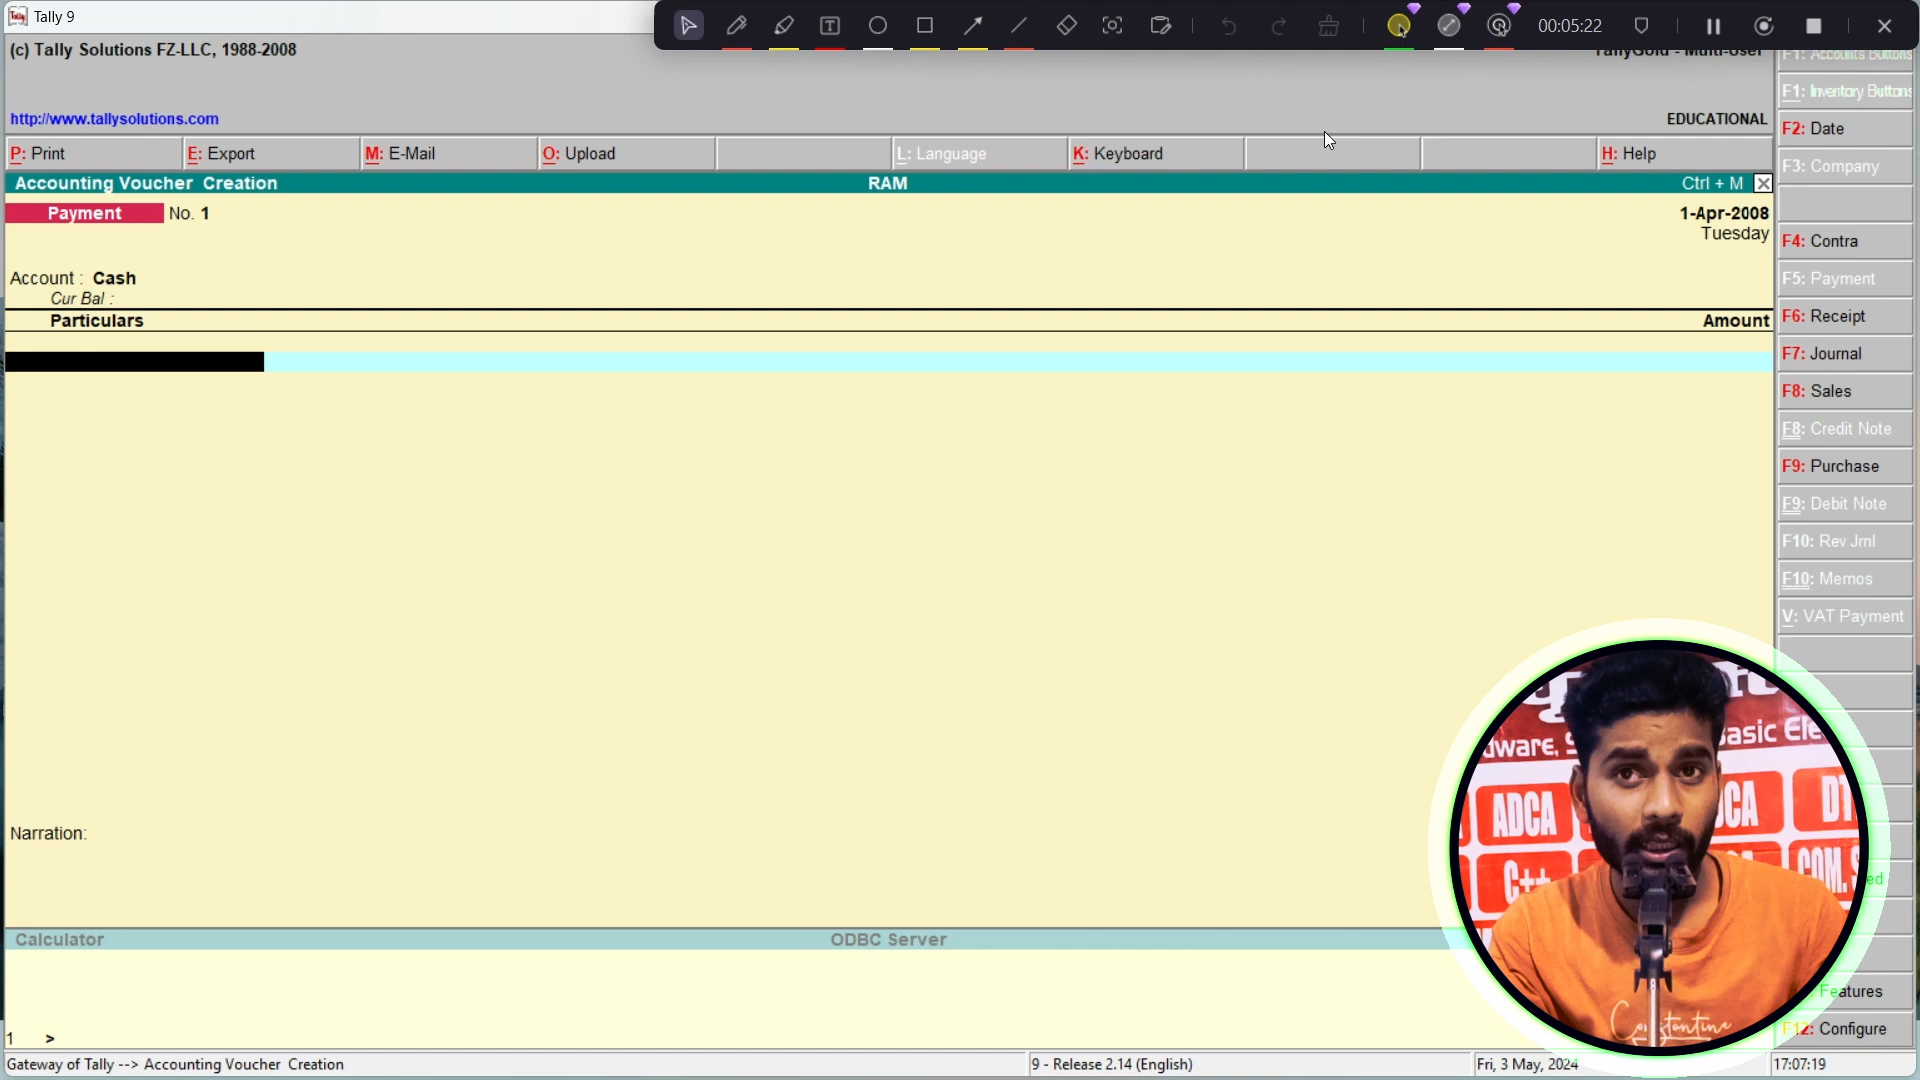 Tally 9
00:05:22
(c) Tally Solutions FZ-LLC, 1988-2008
TallyGold - Multi-User
http://www.tallysolutions.com
EDUCATIONAL
P: Print
E: Export
M: E-Mail
O: Upload
L: Language
K: Keyboard
H: Help
Accounting Voucher Creation
RAM
Ctrl + M
Payment No. 1
1-Apr-2008
Tuesday
Account : Cash
Cur Bal :
Particulars
Amount
Narration:
Calculator
ODBC Server
1 >
F1: Accounts Buttons
F1: Inventory Buttons
F2: Date
F3: Company
F4: Contra
F5: Payment
F6: Receipt
F7: Journal
F8: Sales
F8: Credit Note
F9: Purchase
F9: Debit Note
F10: Rev Jrnl
F10: Memos
V: VAT Payment
Features
F12: Configure
ADCA
C++
COM.
Constantine
Gateway of Tally --> Accounting Voucher Creation
9 - Release 2.14 (English)
Fri, 3 May, 2024
17:07:19